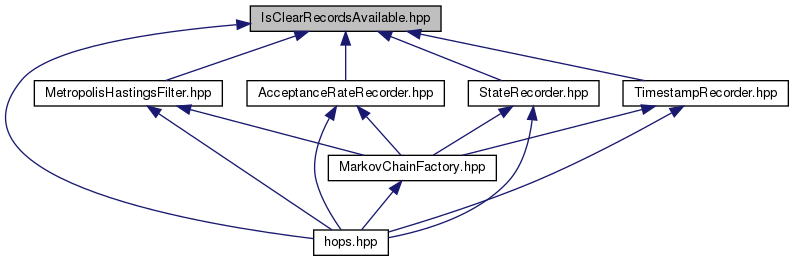 IsClearRecordsAvailable.hpp
MetropolisHastingsFilter.hpp
AcceptanceRateRecorder.hpp
StateRecorder.hpp
TimestampRecorder.hpp
MarkovChainFactory.hpp
hops.hpp